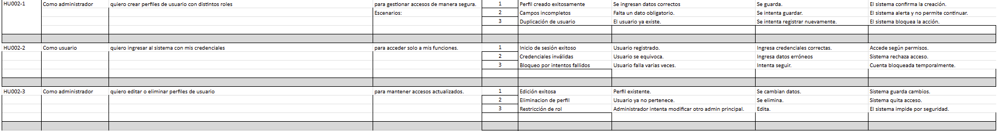 HU002-1 Como administrador quiero crear perfiles de usuario con distintos roles para gestionar accesos de manera segura. 1 Perfil creado exitosamente Se ingresan datos correctos Se guarda. El sistema confirma la creación.
Escenarios: 2 Campos incompletos Falta un dato obligatorio. Se intenta guardar. El sistema alerta y no permite continuar.
3 Duplicación de usuario El usuario ya existe. Se intenta registrar nuevamente. El sistema bloquea la acción.
HU002-2 Como usuario quiero ingresar al sistema con mis credenciales para acceder solo a mis funciones. 1 Inicio de sesión exitoso Usuario registrado. Ingresa credenciales correctas. Accede según permisos.
2 Credenciales inválidas Usuario se equivoca. Ingresa datos erróneos Sistema rechaza acceso.
3 Bloqueo por intentos fallidos Usuario falla varias veces. Intenta seguir. Cuenta bloqueada temporalmente.
HU002-3 Como administrador quiero editar o eliminar perfiles de usuario para mantener accesos actualizados. 1 Edición exitosa Perfil existente. Se cambian datos. Sistema guarda cambios.
2 Eliminacion de perfil Usuario ya no pertenece. Se elimina. Sistema quita acceso.
3 Restricción de rol Administrador intenta modificar otro admin principal. Edita. El sistema impide por seguridad.